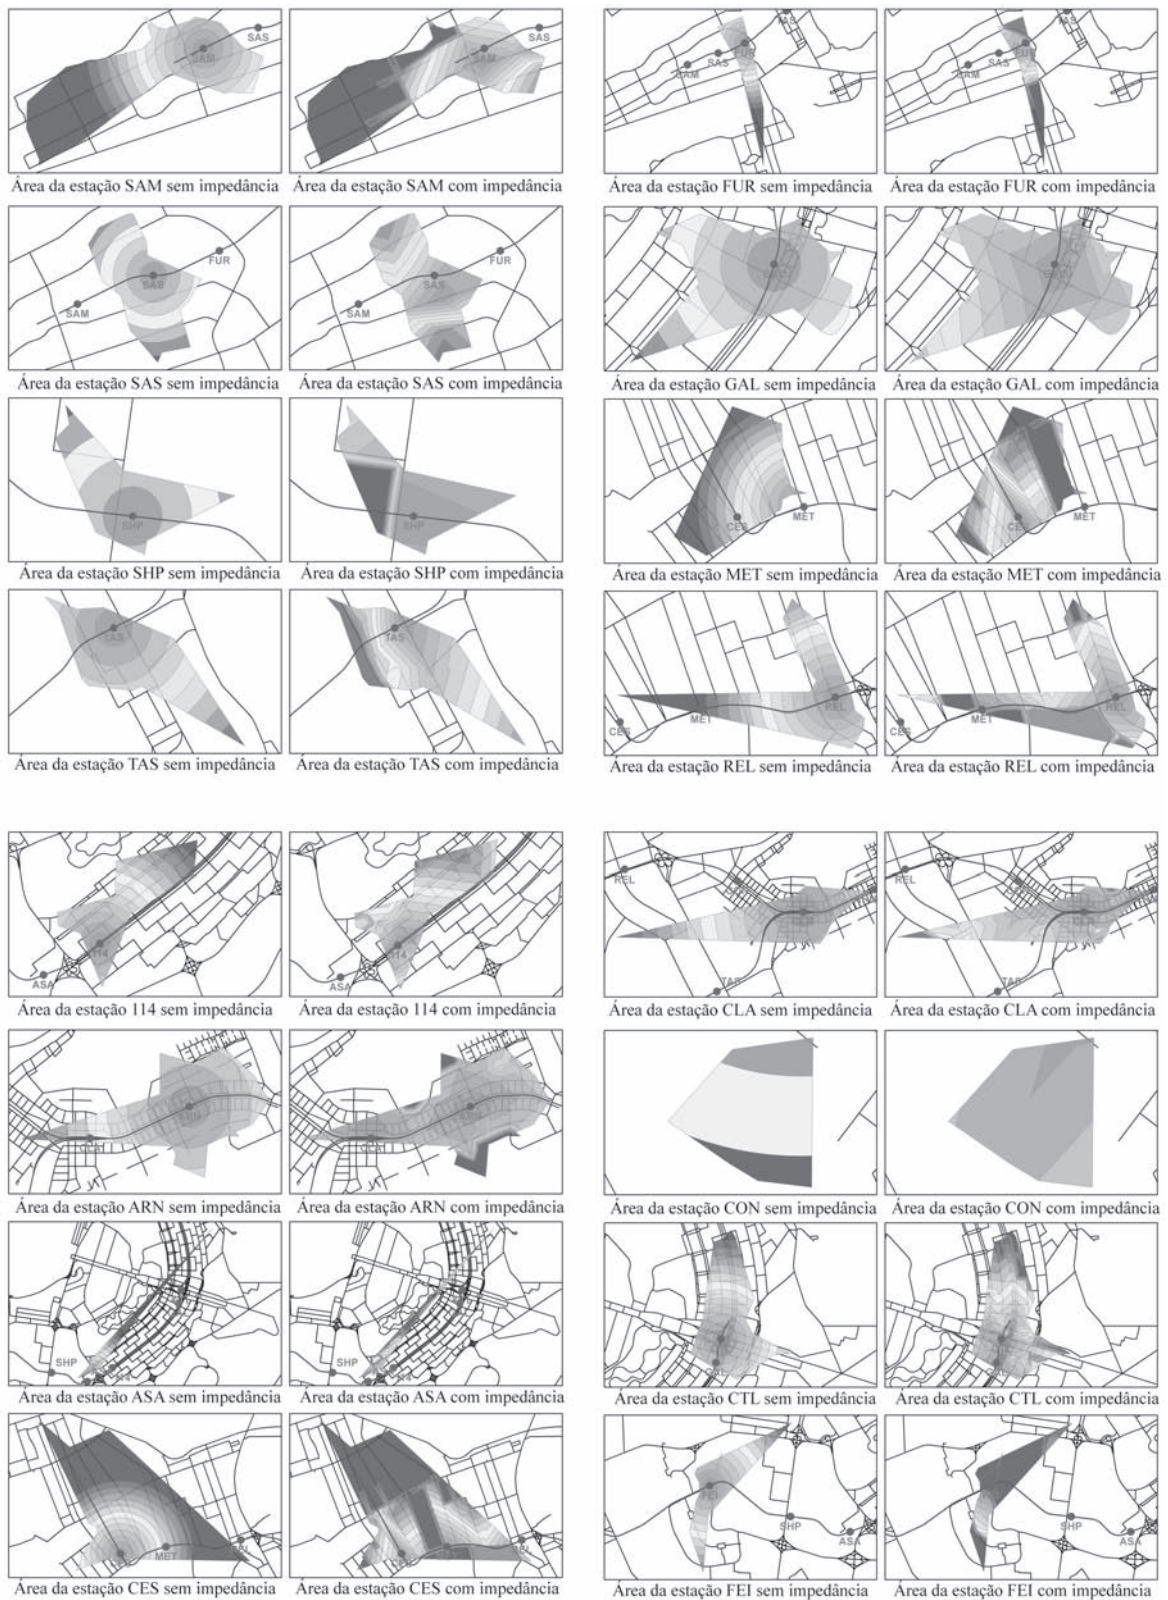 SAS
SAM
SAS
SAM
TAS
FUR
SAS
SAM
FUR
SAS
SAM
Área da estação SAM sem impedância
Área da estação SAM com impedância
Área da estação FUR sem impedância
Área da estação FUR com impedância
FUR
SAS
SAM
FUR
SAS
SAM
Área da estação SAS sem impedância
Área da estação SAS com impedância
Área da estação GAL sem impedância
Área da estação GAL com impedância
SHP
SHP
CES
MET
CES
MET
Área da estação SHP sem impedância
Área da estação SHP com impedância
Área da estação MET sem impedância
Área da estação MET com impedância
TAS
TAS
CES
MET
REL
CES
MET
REL
Área da estação TAS sem impedância
Área da estação TAS com impedância
Área da estação REL sem impedância
Área da estação REL com impedância
114
ASA
114
ASA
REL
TAS
REL
TAS
Área da estação 114 sem impedância
Área da estação 114 com impedância
Área da estação CLA sem impedância
Área da estação CLA com impedância
ARN
CLA
ARN
CLA
Área da estação ARN sem impedância
Área da estação ARN com impedância
Área da estação CON sem impedância
Área da estação CON com impedância
SHP
114
SHP
GAL
Área da estação ASA sem impedância
Área da estação ASA com impedância
Área da estação CTL sem impedância
Área da estação CTL com impedância
MET
FEI
SHP
ASA
SHP
ASA
Área da estação CES sem impedância
Área da estação CES com impedância
Área da estação FEI sem impedância
Área da estação FEI com impedância